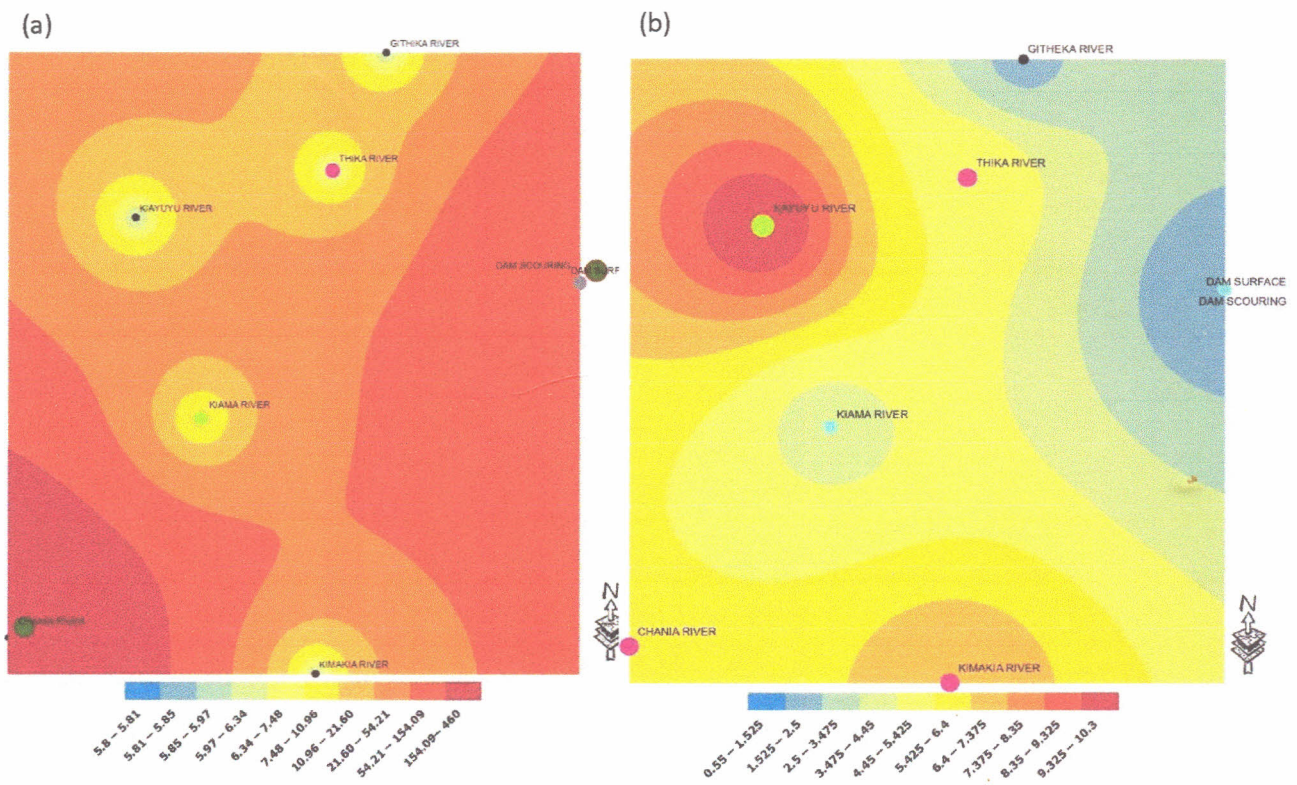 (a)
(b)
GITHIKA RIVER
THIKA RIVER
KIAYUYU RIVER
DAM SCOURING
DAM SURF
KIAMA RIVER
KIMAKIA RIVER
N
5.8 – 5.81
5.81 – 5.85
5.85 – 5.97
5.97 – 6.34
6.34 – 7.48
7.48 – 10.96
10.96 – 21.60
21.60 – 54.21
54.21 – 154.09
154.09– 460
GITHEKA RIVER
THIKA RIVER
RIVER
DAM SURFACE
DAM SCOURING
KIAMA RIVER
CHANIA RIVER
KIMAKIA RIVER
N
0.55 – 1.525
1.525 – 2.5
2.5 – 3.475
3.475 – 4.45
4.45 – 5.425
5.425 – 6.4
6.4 – 7.375
7.375 – 8.35
8.35 – 9.325
9.325 – 10.3